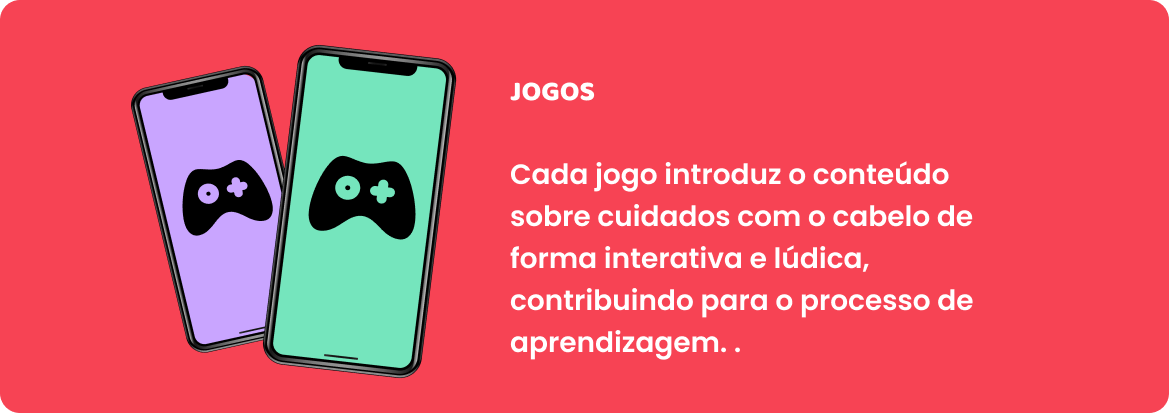 JOGOS
Cada jogo introduz o conteúdo
sobre cuidados com o cabelo de
forma interativa e lúdica,
contribuindo para o processo de
aprendizagem. .